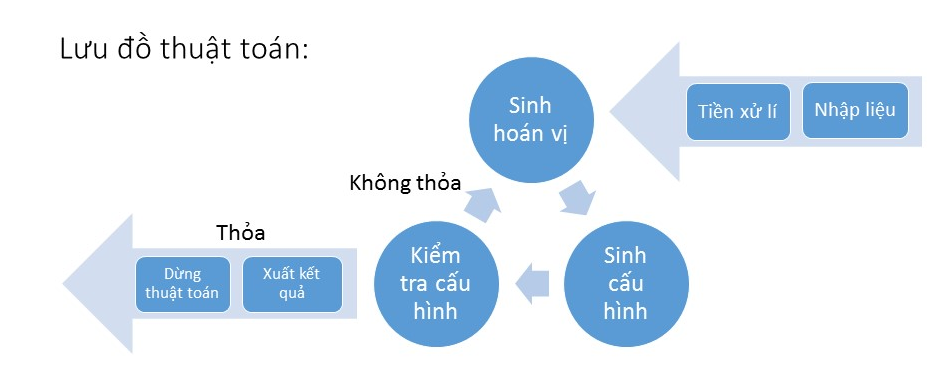 Lưu đồ thuật toán:
Sinh
hoán vị
Tiền xử lí
Nhập liệu
Không thỏa
Thỏa
Dừng
thuật toán
Xuất kết
quả
Kiểm
tra cấu
hình
Sinh
cấu
hình